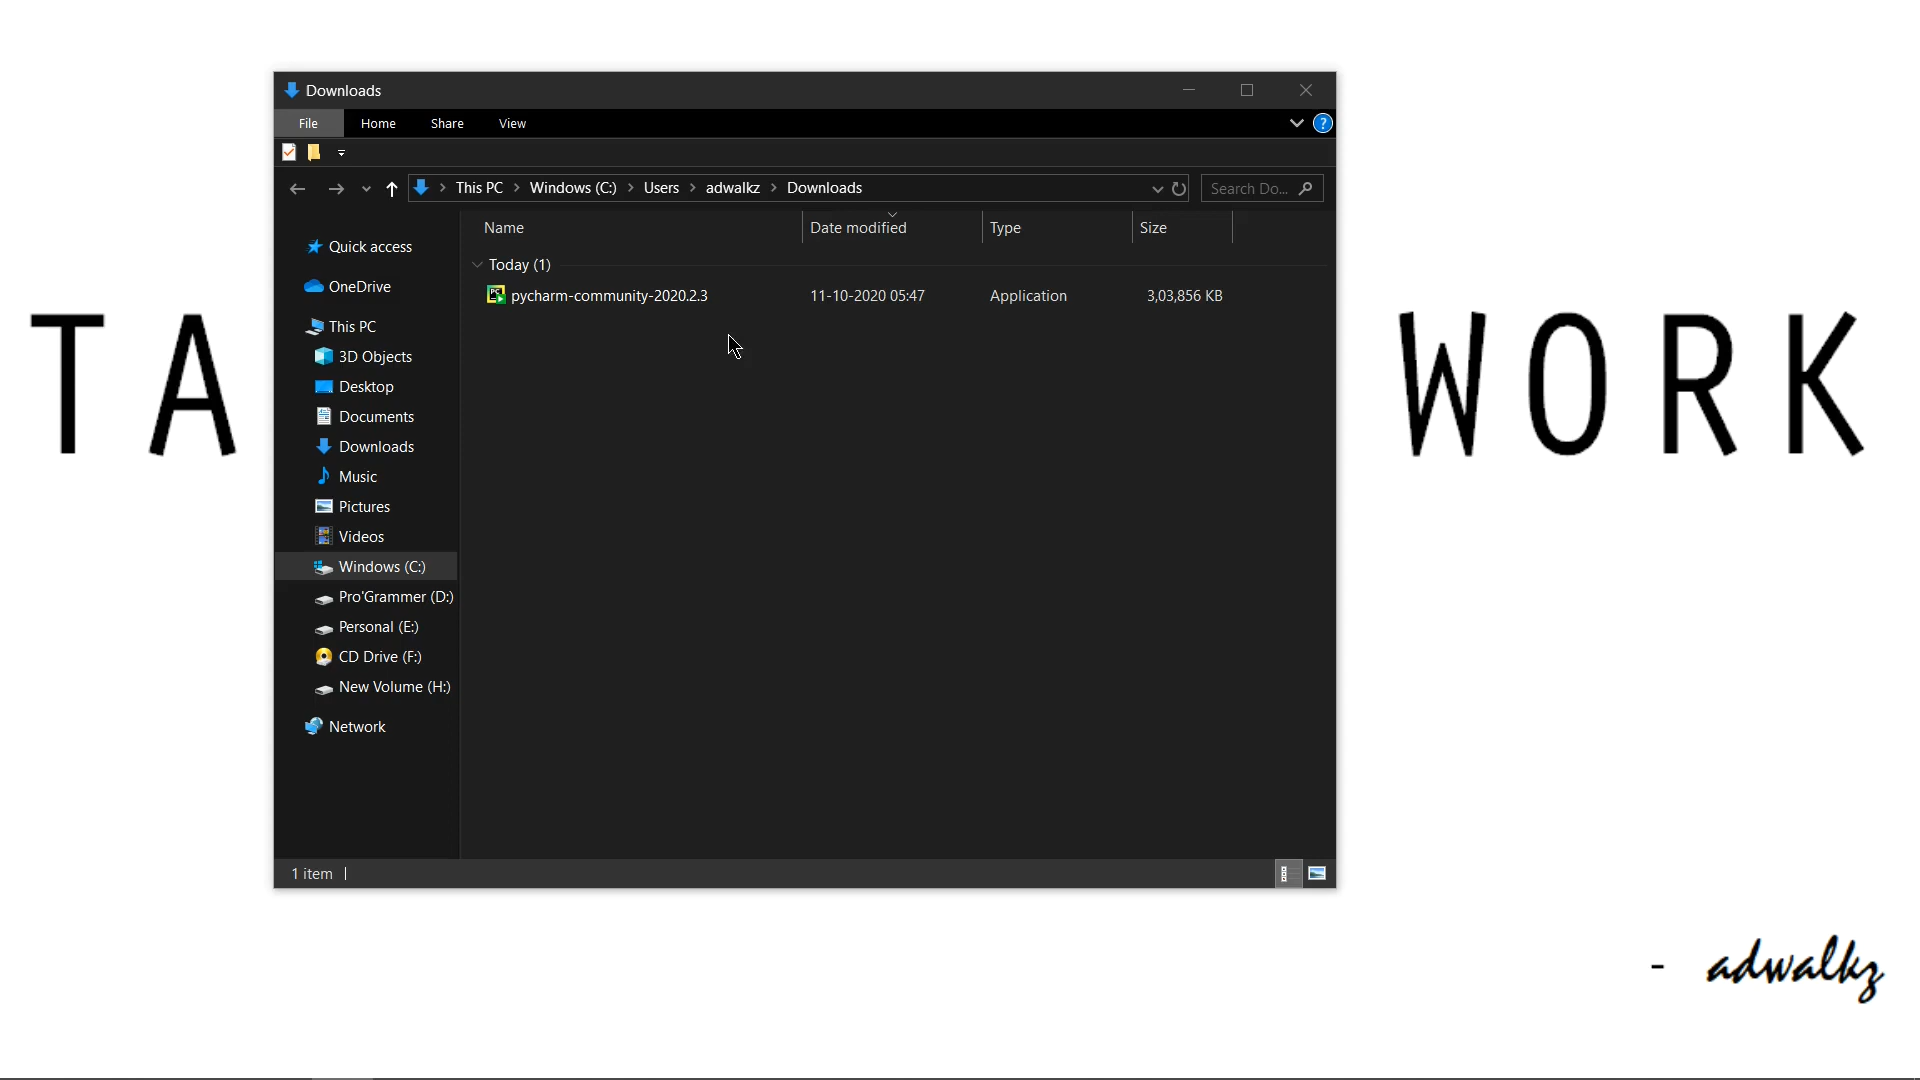 Downloads
File Home Share View
This PC Windows (C:) Users adwalkz Downloads
Search Do...
Name Date modified Type Size
Today (1)
pycharm-community-2020.2.3 11-10-2020 05:47 Application 3,03,856 KB
Quick access
OneDrive
This PC
3D Objects
Desktop
Documents
Downloads
Music
Pictures
Videos
Windows (C:)
Pro'Grammer (D:)
Personal (E:)
CD Drive (F:)
New Volume (H:)
Network
1 item
TA WORK
- adwalkz